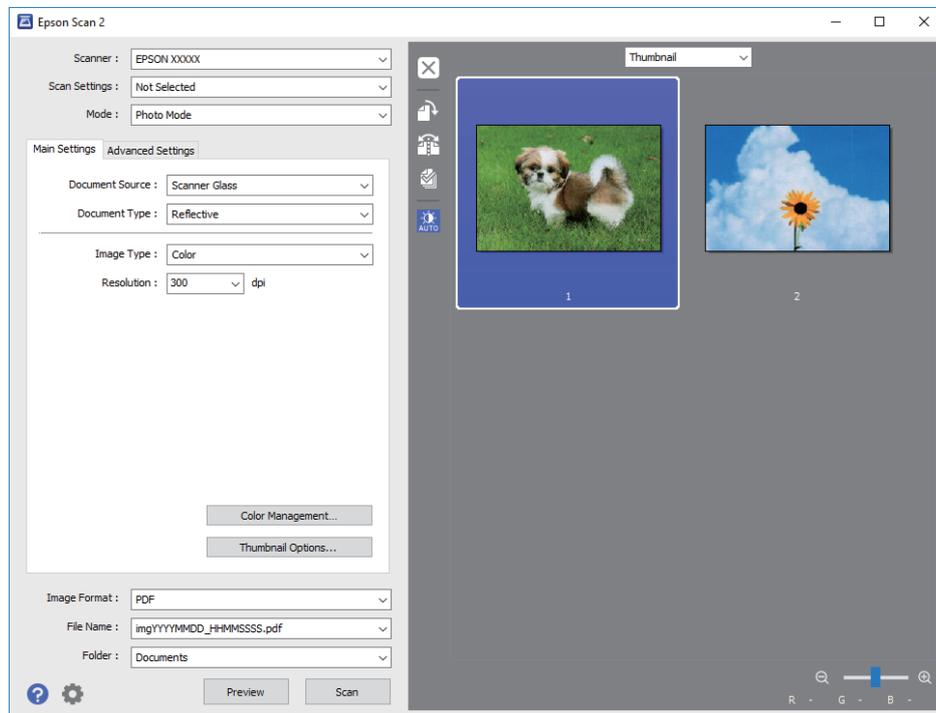 Epson Scan 2
Scanner :
EPSON XXXXX
Scan Settings :
Not Selected
Mode :
Photo Mode
Main Settings
Advanced Settings
Document Source :
Scanner Glass
Document Type :
Reflective
Image Type :
Color
Resolution :
300
dpi
Color Management...
Thumbnail Options...
Image Format :
PDF
File Name :
imgYYYYMMDD_HHMMSSSS.pdf
Folder :
Documents
Preview
Scan
Thumbnail
AUTO
1
2
R - G - B -